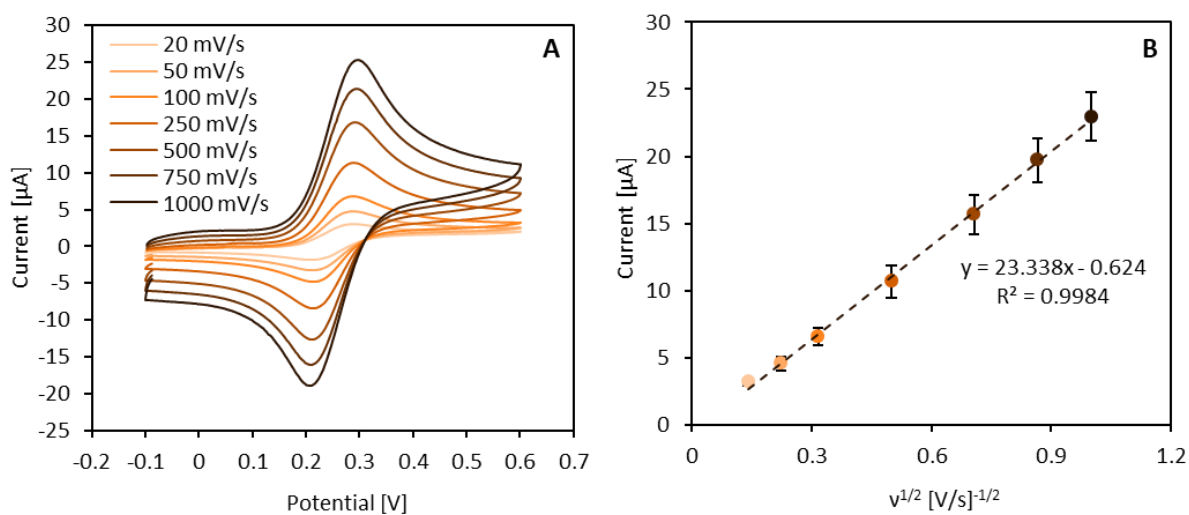 A
30
25
20
15
10
5
0
-5
-10
-15
-20
-25
Current [µA]
20 mV/s
50 mV/s
100 mV/s
250 mV/s
500 mV/s
750 mV/s
1000 mV/s
-0.2 -0.1 0 0.1 0.2 0.3 0.4 0.5 0.6 0.7
Potential [V]
B
30
25
20
15
10
5
0
Current [µA]
y = 23.338x - 0.624
R² = 0.9984
0 0.3 0.6 0.9 1.2
ν^1/2 [V/s]^-1/2